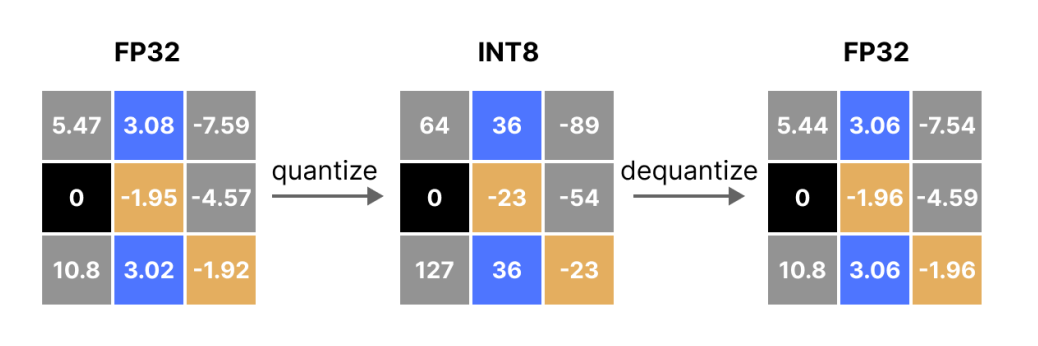 FP32 INT8 FP32
5.47 3.08 -7.59 64 36 -89 5.44 3.06 -7.54
quantize dequantize
0 -1.95 -4.57 0 -23 -54 0 -1.96 -4.59
10.8 3.02 -1.92 127 36 -23 10.8 3.06 -1.96